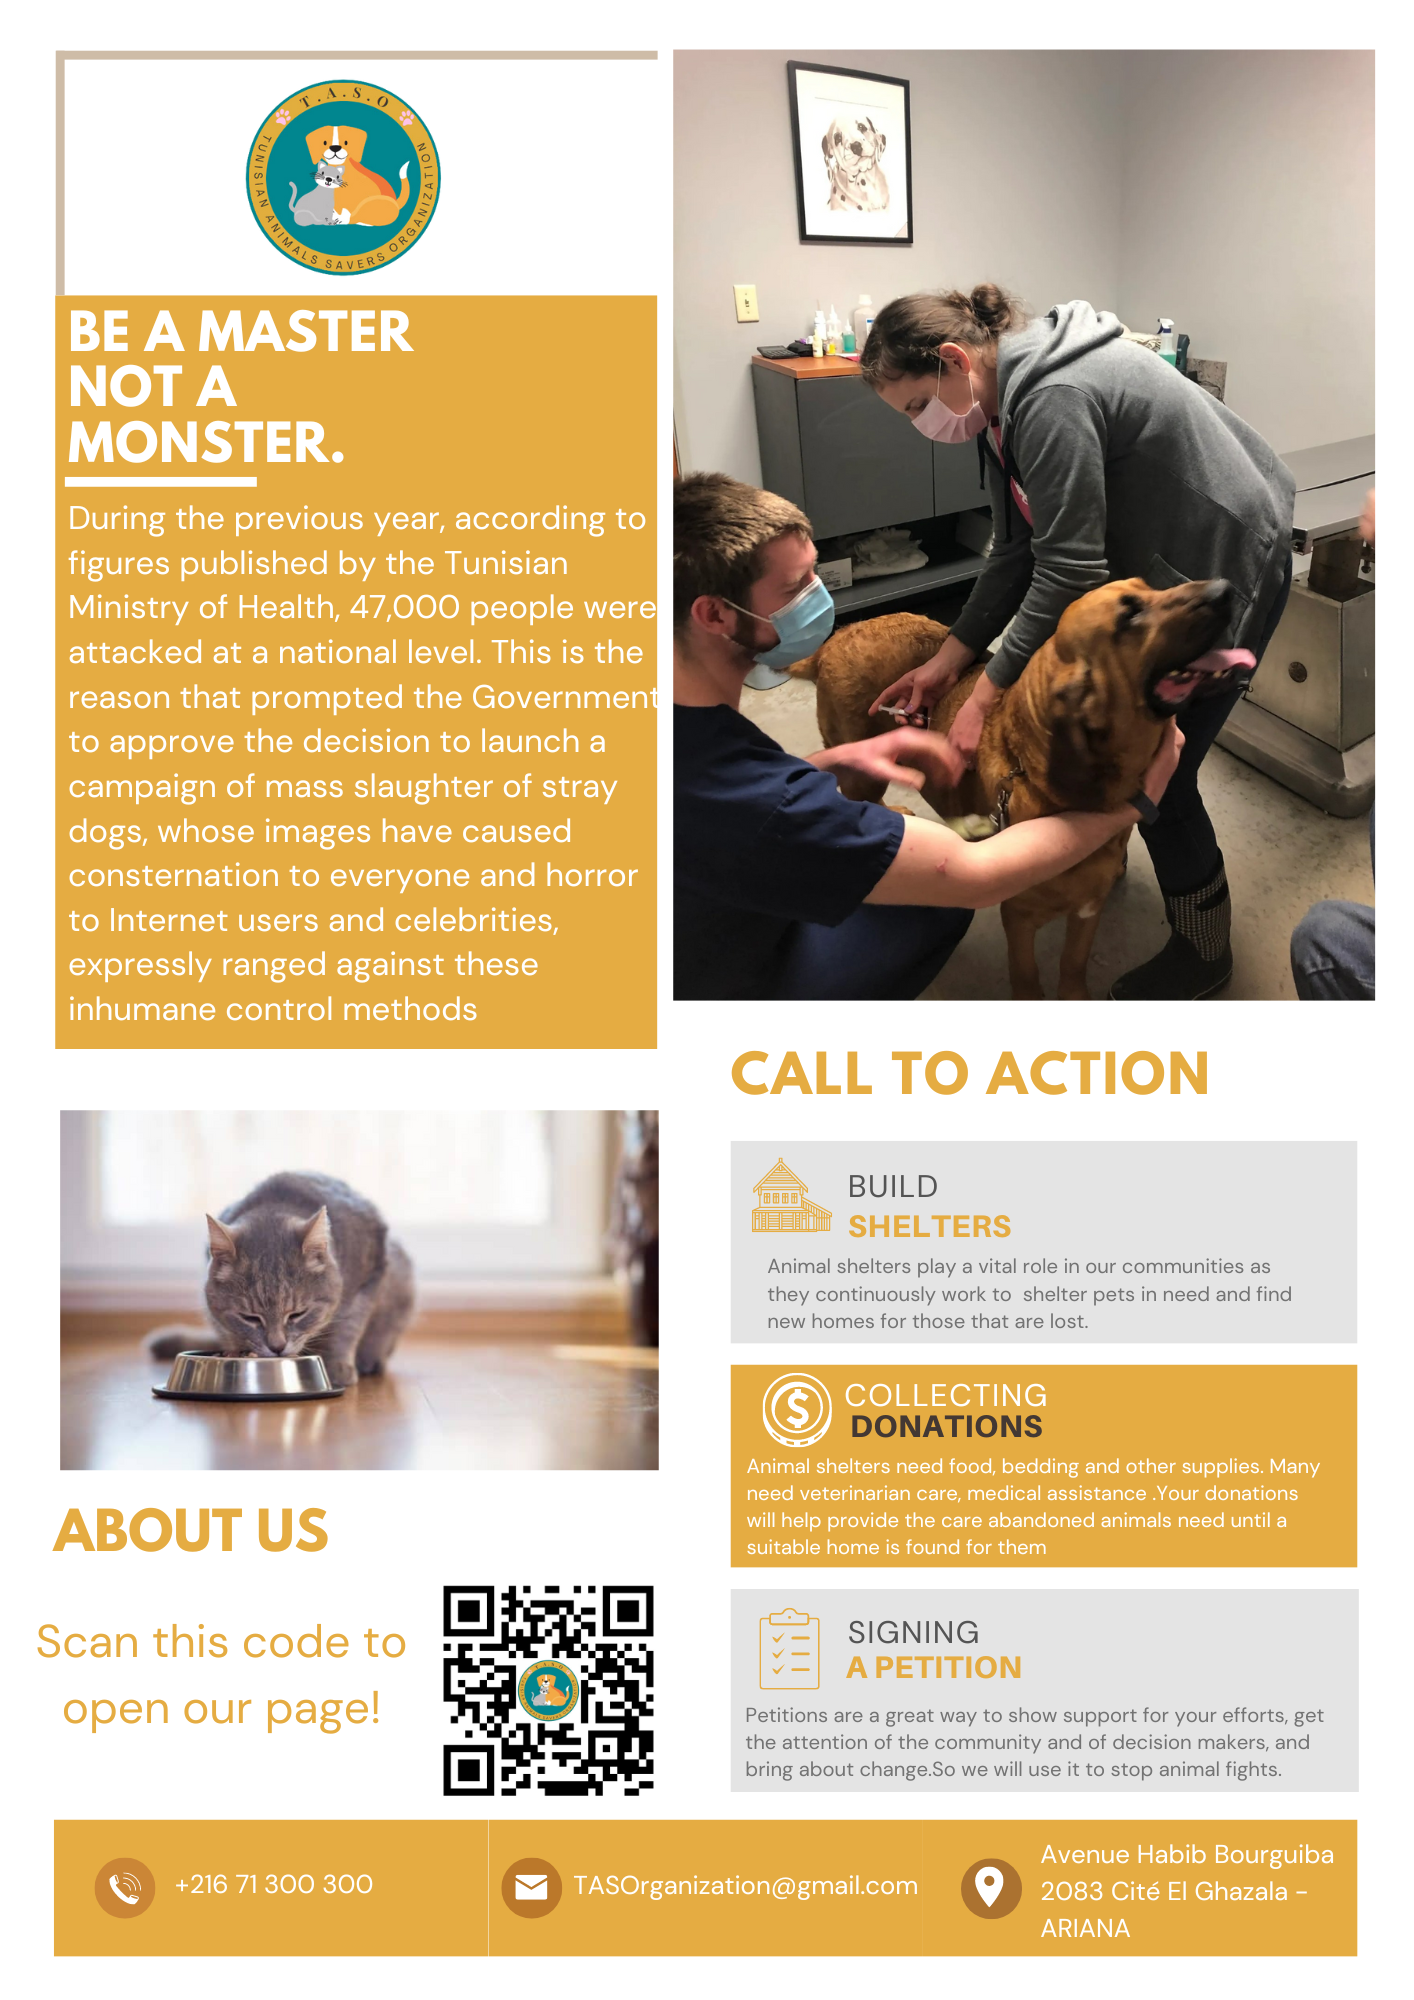 T.A.S.O
TUNISIAN ANIMALS SAVERS ORGANIZATION
BE A MASTER
NOT A
MONSTER.
During the previous year, according to
figures published by the Tunisian
Ministry of Health, 47,000 people were
attacked at a national level. This is the
reason that prompted the Government
to approve the decision to launch a
campaign of mass slaughter of stray
dogs, whose images have caused
consternation to everyone and horror
to Internet users and celebrities,
expressly ranged against these
inhumane control methods
CALL TO ACTION
BUILD
SHELTERS
Animal shelters play a vital role in our communities as
they continuously work to  shelter pets in need and find
new homes for those that are lost.
COLLECTING
DONATIONS
Animal shelters need food, bedding and other supplies. Many
need veterinarian care, medical assistance .Your donations
will help provide the care abandoned animals need until a
suitable home is found for them
SIGNING
A PETITION
Petitions are a great way to show support for your efforts, get
the attention of the community and of decision makers, and
bring about change.So we will use it to stop animal fights.
ABOUT US
Scan this code to
open our page!
+216 71 300 300
TASOrganization@gmail.com
Avenue Habib Bourguiba
2083 Cité El Ghazala –
ARIANA